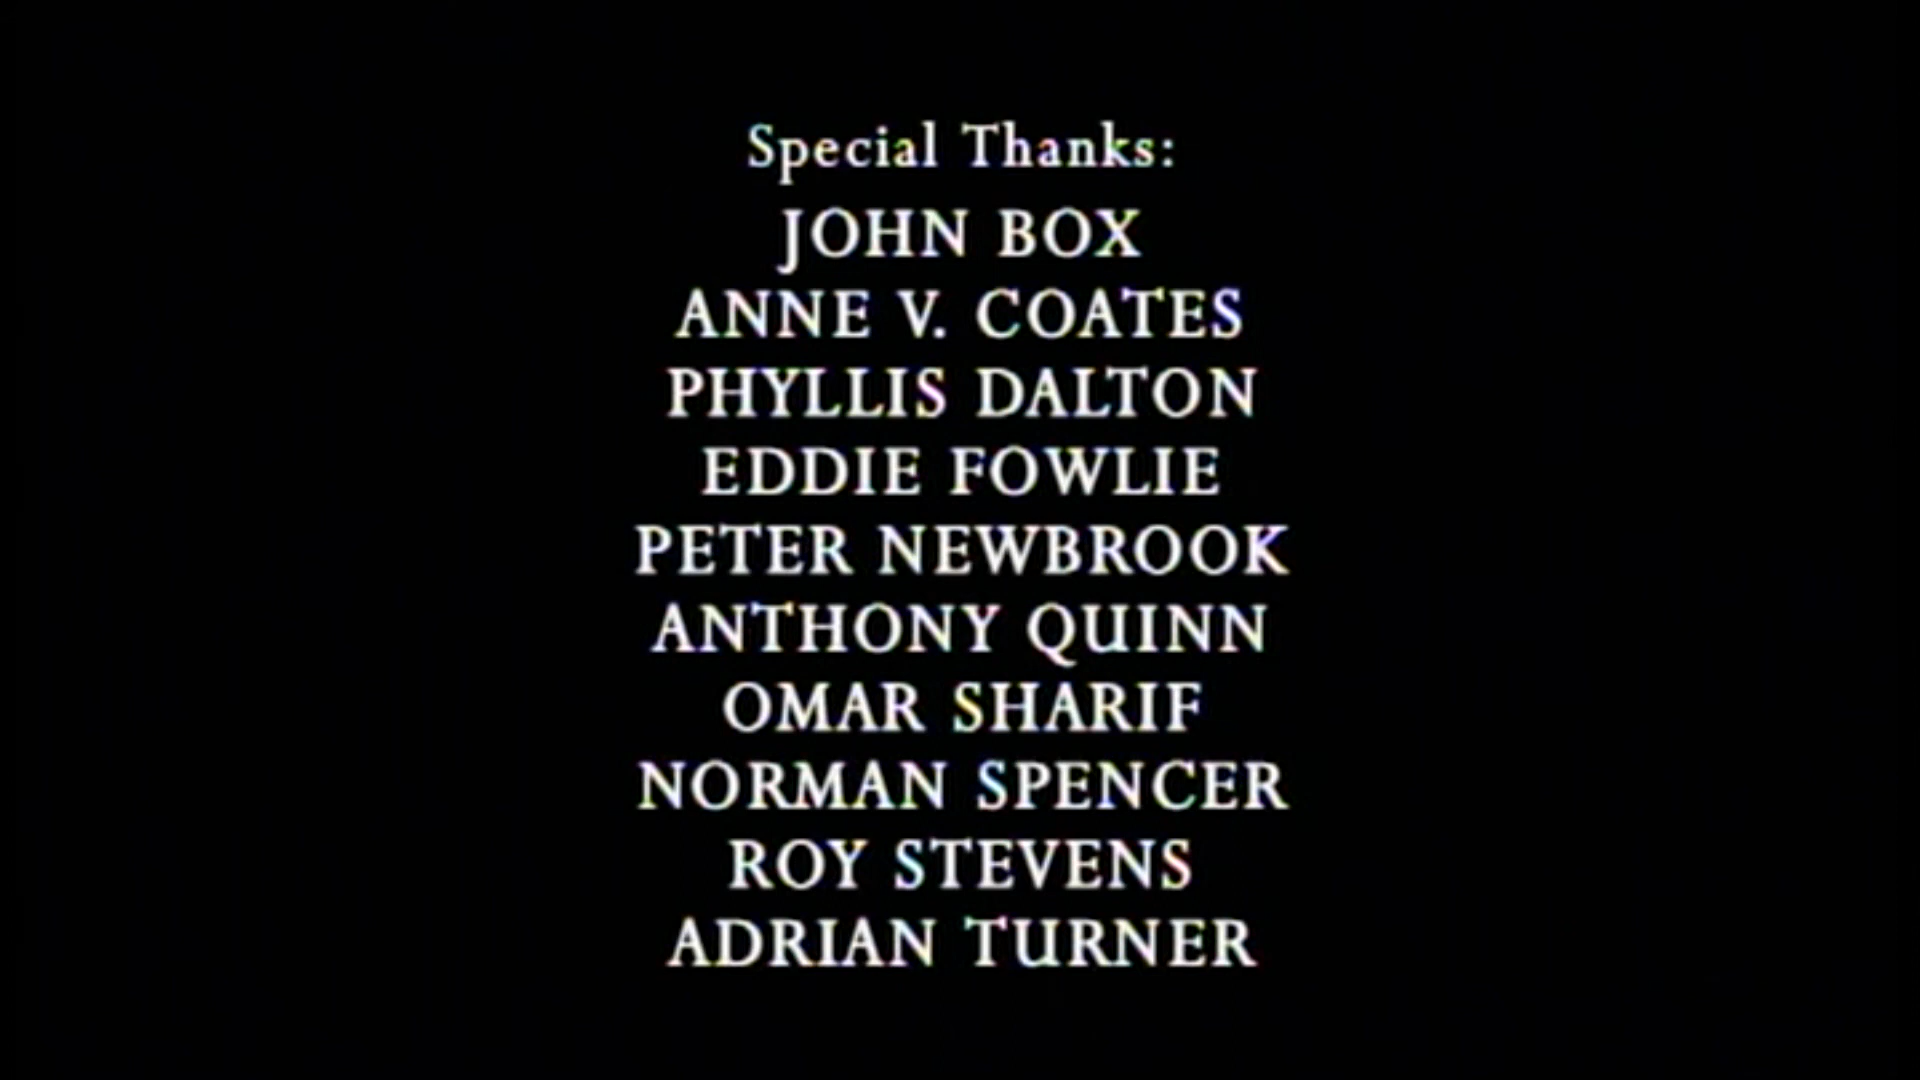 Special Thanks:
JOHN BOX
ANNE V. COATES
PHYLLIS DALTON
EDDIE FOWLIE
PETER NEWBROOK
ANTHONY QUINN
OMAR SHARIF
NORMAN SPENCER
ROY STEVENS
ADRIAN TURNER